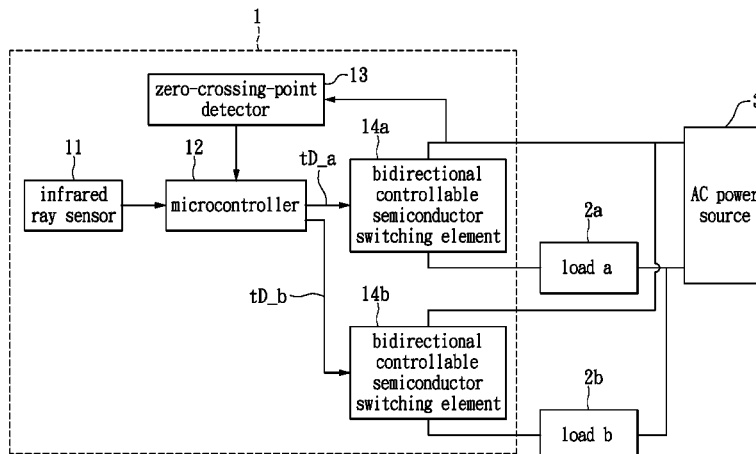 1
zero-crossing-point
detector
13
11
infrared
ray sensor
12
microcontroller
tD_a
14a
bidirectional
controllable
semiconductor
switching element
2a
load a
AC power
source
tD_b
14b
bidirectional
controllable
semiconductor
switching element
2b
load b